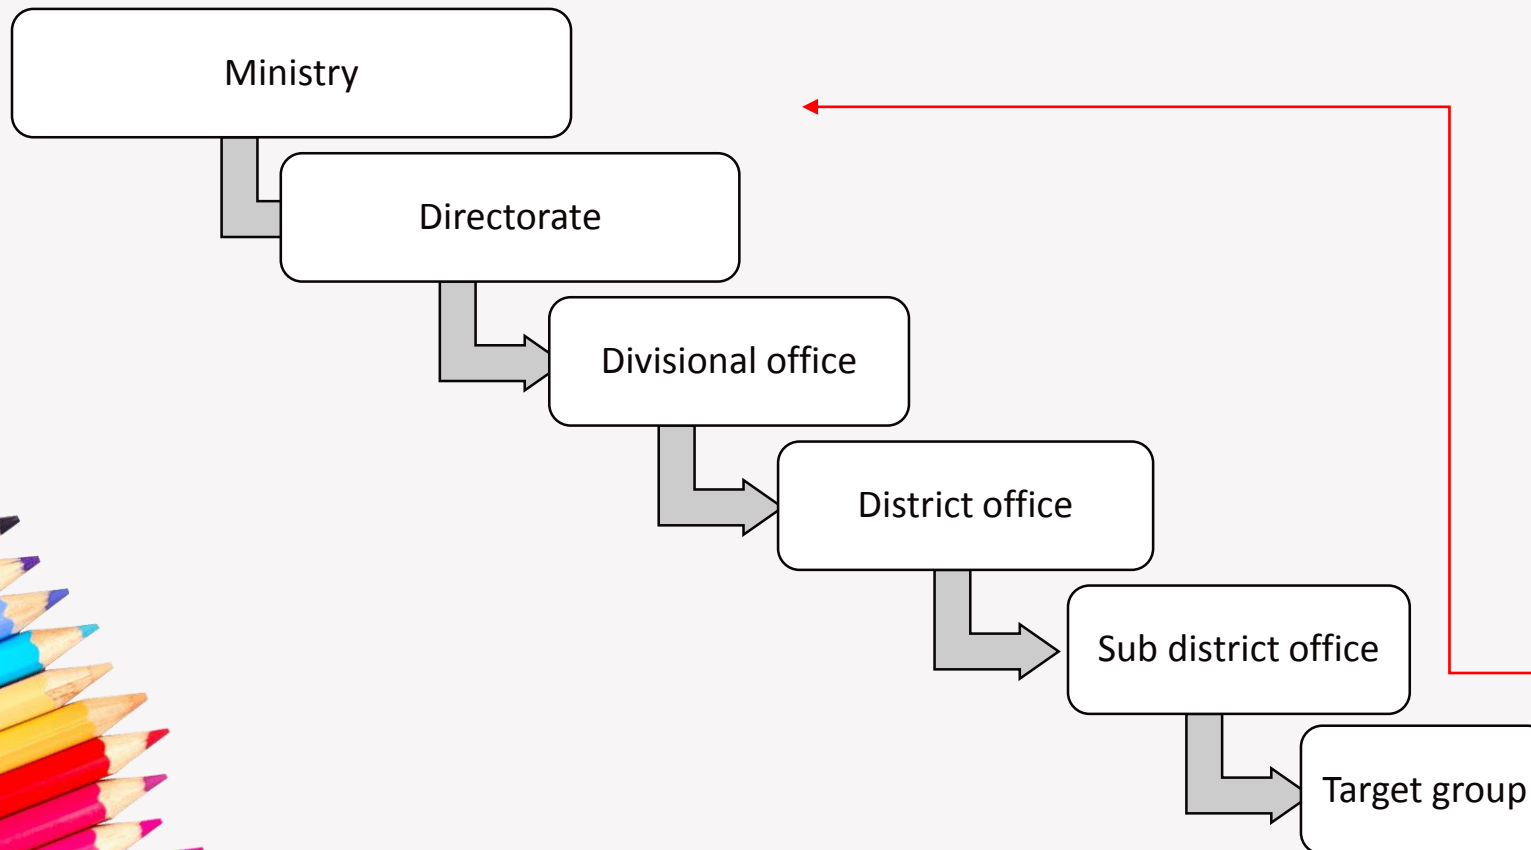 Ministry
Directorate
Divisional office
District office
Sub district office
Target group